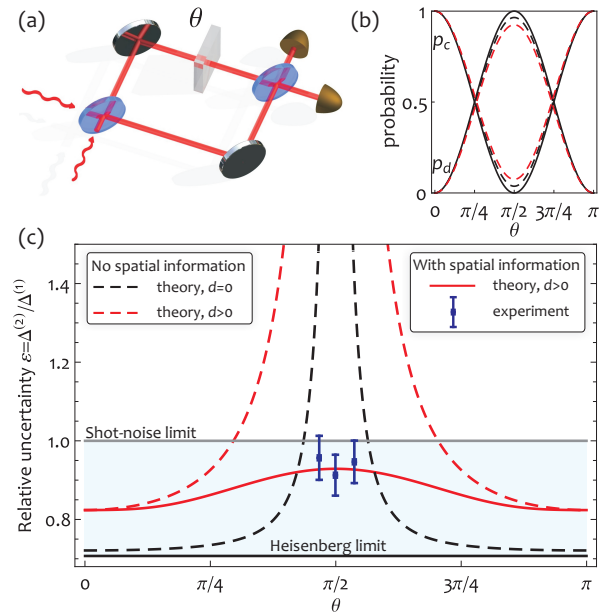 (a)
θ
(b)
1
0.5
0
p_c
p_d
probability
0
π/4
π/2
3π/4
π
θ
(c)
No spatial information
theory, d=0
theory, d>0
With spatial information
theory, d>0
experiment
Relative uncertainty ε=Δ^(2)/Δ^(1)
1.4
1.2
1.0
0.8
Shot-noise limit
Heisenberg limit
0
π/4
π/2
3π/4
π
θ